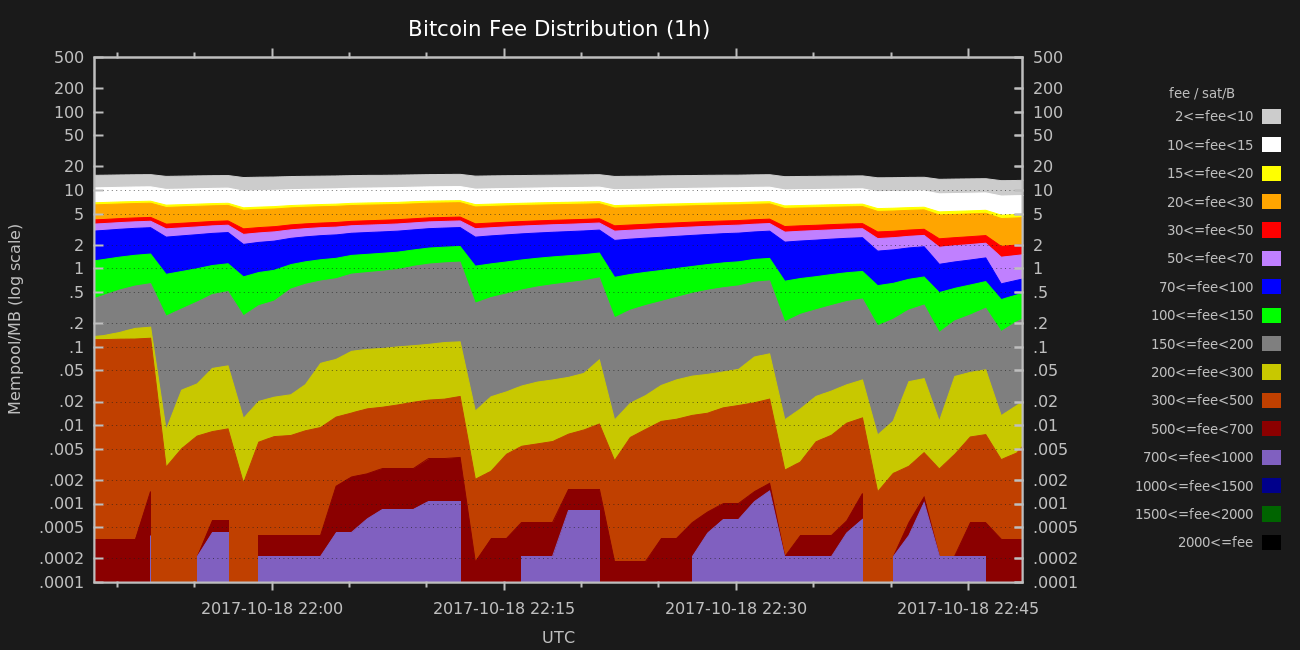 Bitcoin Fee Distribution (1h)
500
200
100
50
20
10
5
2
1
.5
.2
.1
.05
.02
.01
.005
.002
.001
.0005
.0002
.0001
Mempool/MB (log scale)
500
200
100
50
20
10
5
2
1
.5
.2
.1
.05
.02
.01
.005
.002
.001
.0005
.0002
.0001
2017-10-18 22:00
2017-10-18 22:15
2017-10-18 22:30
2017-10-18 22:45
UTC
fee / sat/B
2<=fee<10
10<=fee<15
15<=fee<20
20<=fee<30
30<=fee<50
50<=fee<70
70<=fee<100
100<=fee<150
150<=fee<200
200<=fee<300
300<=fee<500
500<=fee<700
700<=fee<1000
1000<=fee<1500
1500<=fee<2000
2000<=fee